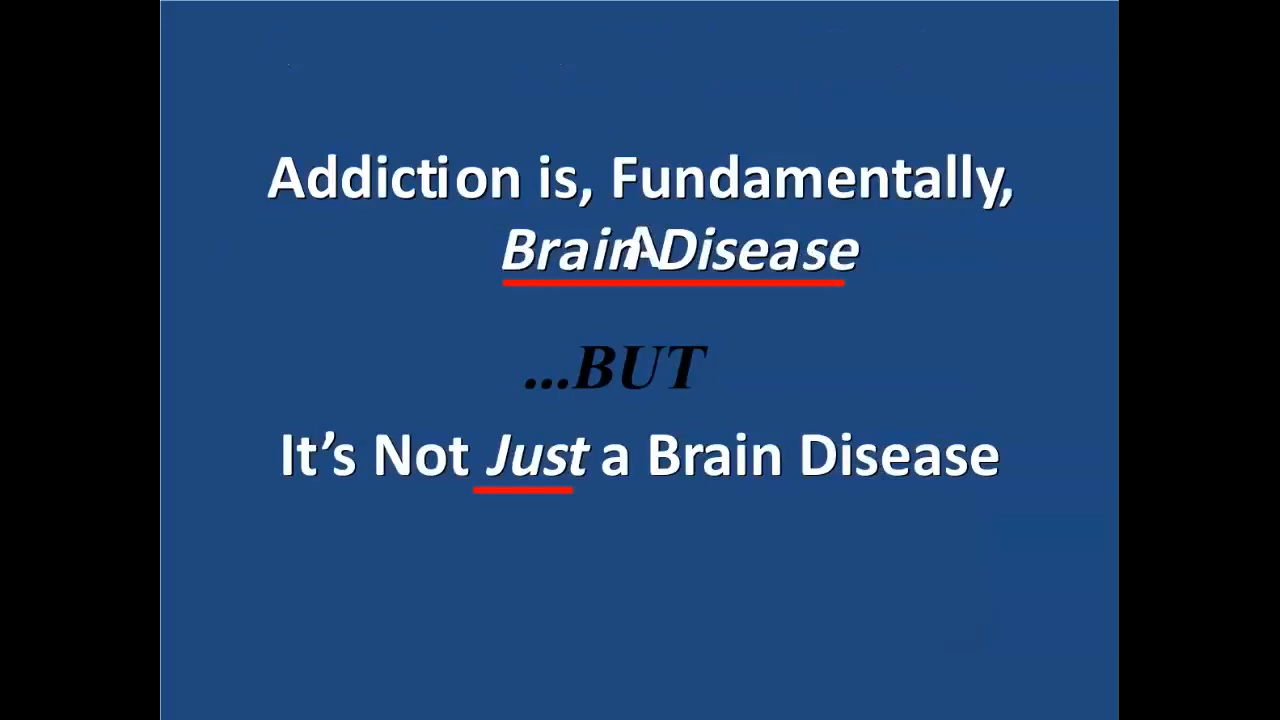 Addiction is, Fundamentally,
A Brain Disease
...BUT
It’s Not Just a Brain Disease